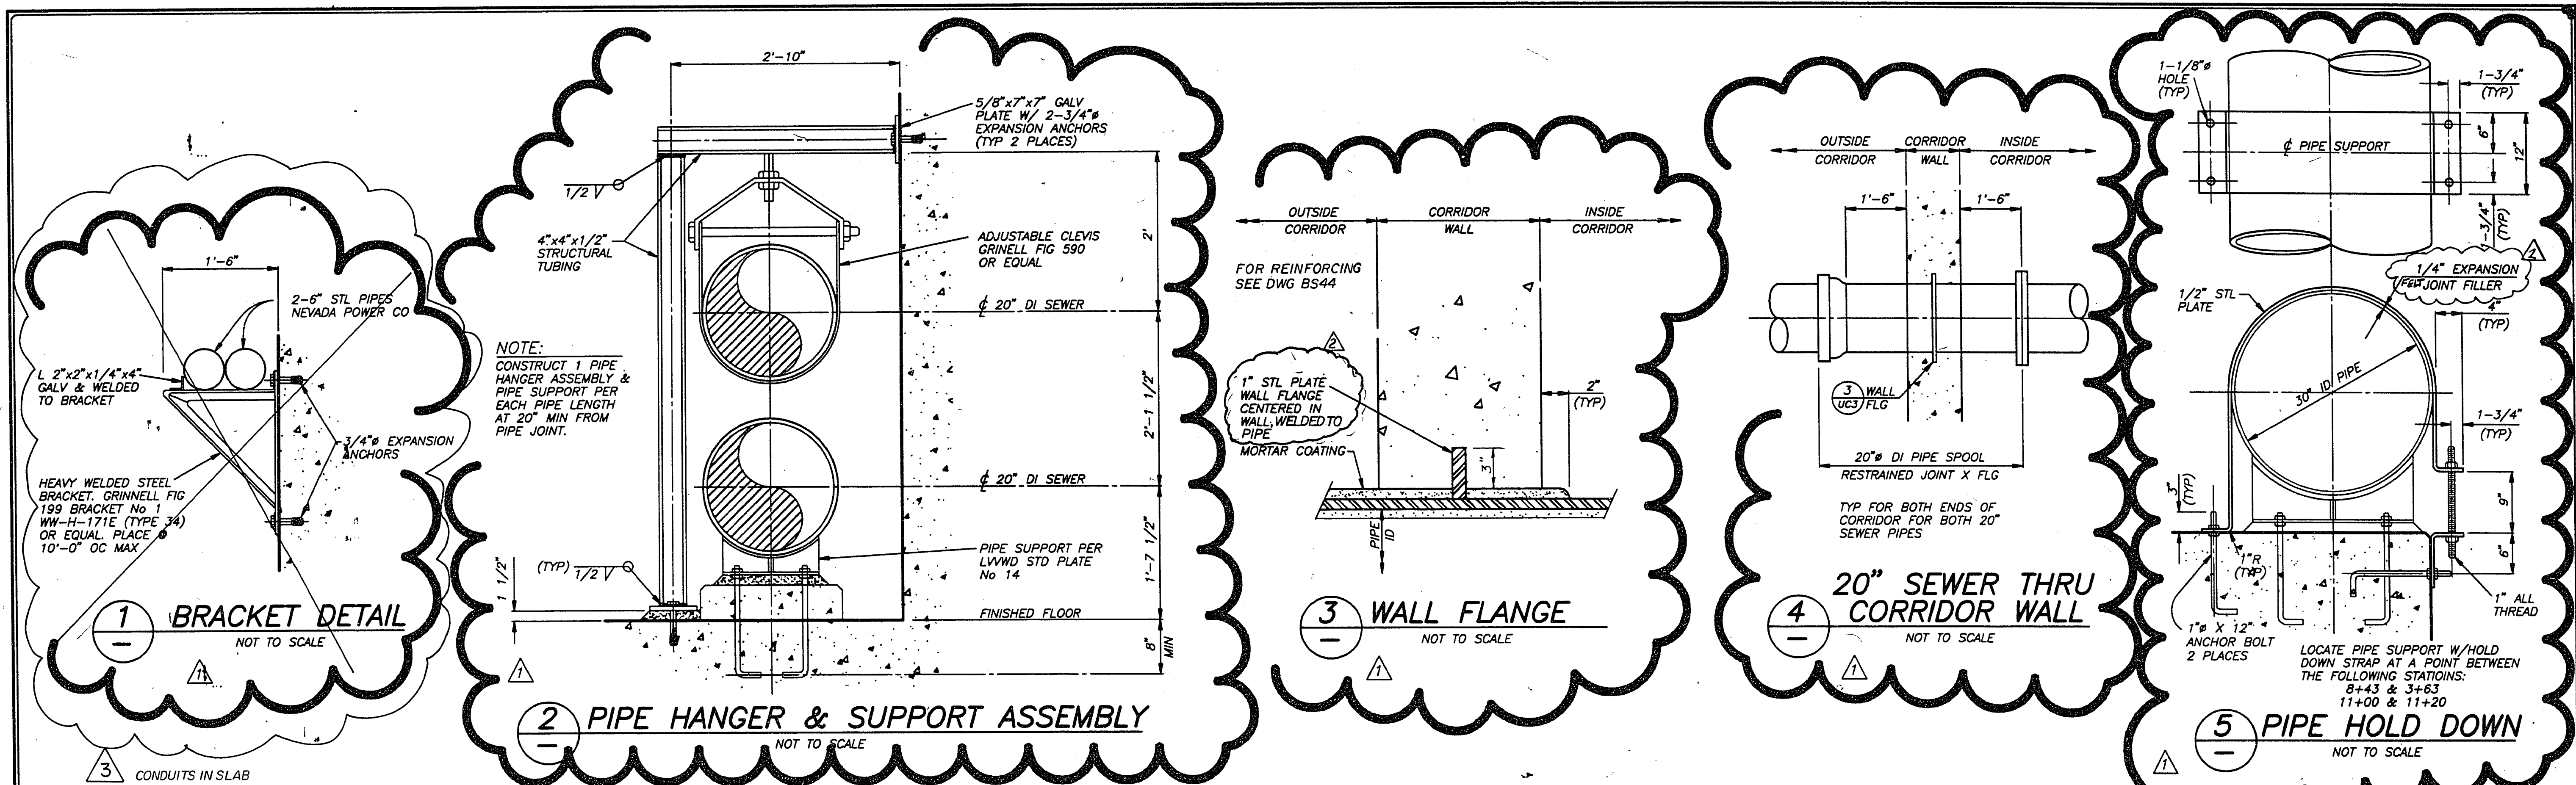 1'-6"
2-6" STL PIPES
NEVADA POWER CO
L 2"x2"x1/4"x4"
GALV & WELDED
TO BRACKET
3/4"ø EXPANSION
ANCHORS
HEAVY WELDED STEEL
BRACKET. GRINNELL FIG
199 BRACKET No 1
WW-H-171E (TYPE 34)
OR EQUAL. PLACE @
10'-0" OC MAX
1
BRACKET DETAIL
NOT TO SCALE
1
3
CONDUITS IN SLAB
2'-10"
5/8"x7"x7" GALV
PLATE W/ 2-3/4"ø
EXPANSION ANCHORS
(TYP 2 PLACES)
1/2
4"x4"x1/2"
STRUCTURAL
TUBING
ADJUSTABLE CLEVIS
GRINELL FIG 590
OR EQUAL
2'
℄ 20" DI SEWER
NOTE:
CONSTRUCT 1 PIPE
HANGER ASSEMBLY &
PIPE SUPPORT PER
EACH PIPE LENGTH
AT 20" MIN FROM
PIPE JOINT.
2'-1 1/2"
℄ 20" DI SEWER
PIPE SUPPORT PER
LVVWD STD PLATE
No 14
1'-7 1/2"
(TYP) 1/2
1 1/2"
FINISHED FLOOR
8"
MIN
1
2
PIPE HANGER & SUPPORT ASSEMBLY
NOT TO SCALE
OUTSIDE
CORRIDOR
CORRIDOR
WALL
INSIDE
CORRIDOR
FOR REINFORCING
SEE DWG BS44
2
1" STL PLATE
WALL FLANGE
CENTERED IN
WALL, WELDED TO
PIPE
MORTAR COATING
2"
(TYP)
3"
PIPE
ID
3
WALL FLANGE
NOT TO SCALE
1
OUTSIDE
CORRIDOR
CORRIDOR
WALL
INSIDE
CORRIDOR
1'-6"
1'-6"
3
UC3
WALL
FLG
20"ø DI PIPE SPOOL
RESTRAINED JOINT X FLG
TYP FOR BOTH ENDS OF
CORRIDOR FOR BOTH 20"
SEWER PIPES
4
20" SEWER THRU
CORRIDOR WALL
NOT TO SCALE
1
1-1/8"ø
HOLE
(TYP)
1-3/4"
(TYP)
℄ PIPE SUPPORT
6"
12"
1-3/4"
(TYP)
2
1/4" EXPANSION
FELT JOINT FILLER
1/2" STL
PLATE
4"
(TYP)
30" ID PIPE
1-3/4"
(TYP)
3"
(TYP)
9"
6"
1"R
(TYP)
1" ALL
THREAD
1"ø X 12"
ANCHOR BOLT
2 PLACES
LOCATE PIPE SUPPORT W/HOLD
DOWN STRAP AT A POINT BETWEEN
THE FOLLOWING STATIOINS:
8+43 & 3+63
11+00 & 11+20
5
PIPE HOLD DOWN
NOT TO SCALE
1